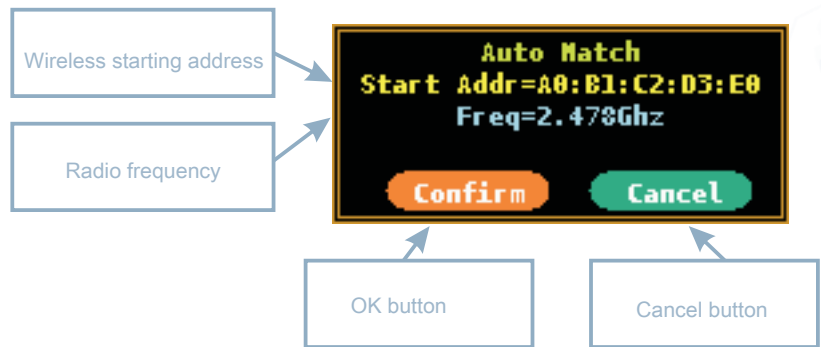 Wireless starting address
Radio frequency
Auto Match
Start Addr=A0:B1:C2:D3:E0
Freq=2.478Ghz
Confirm
Cancel
OK button
Cancel button